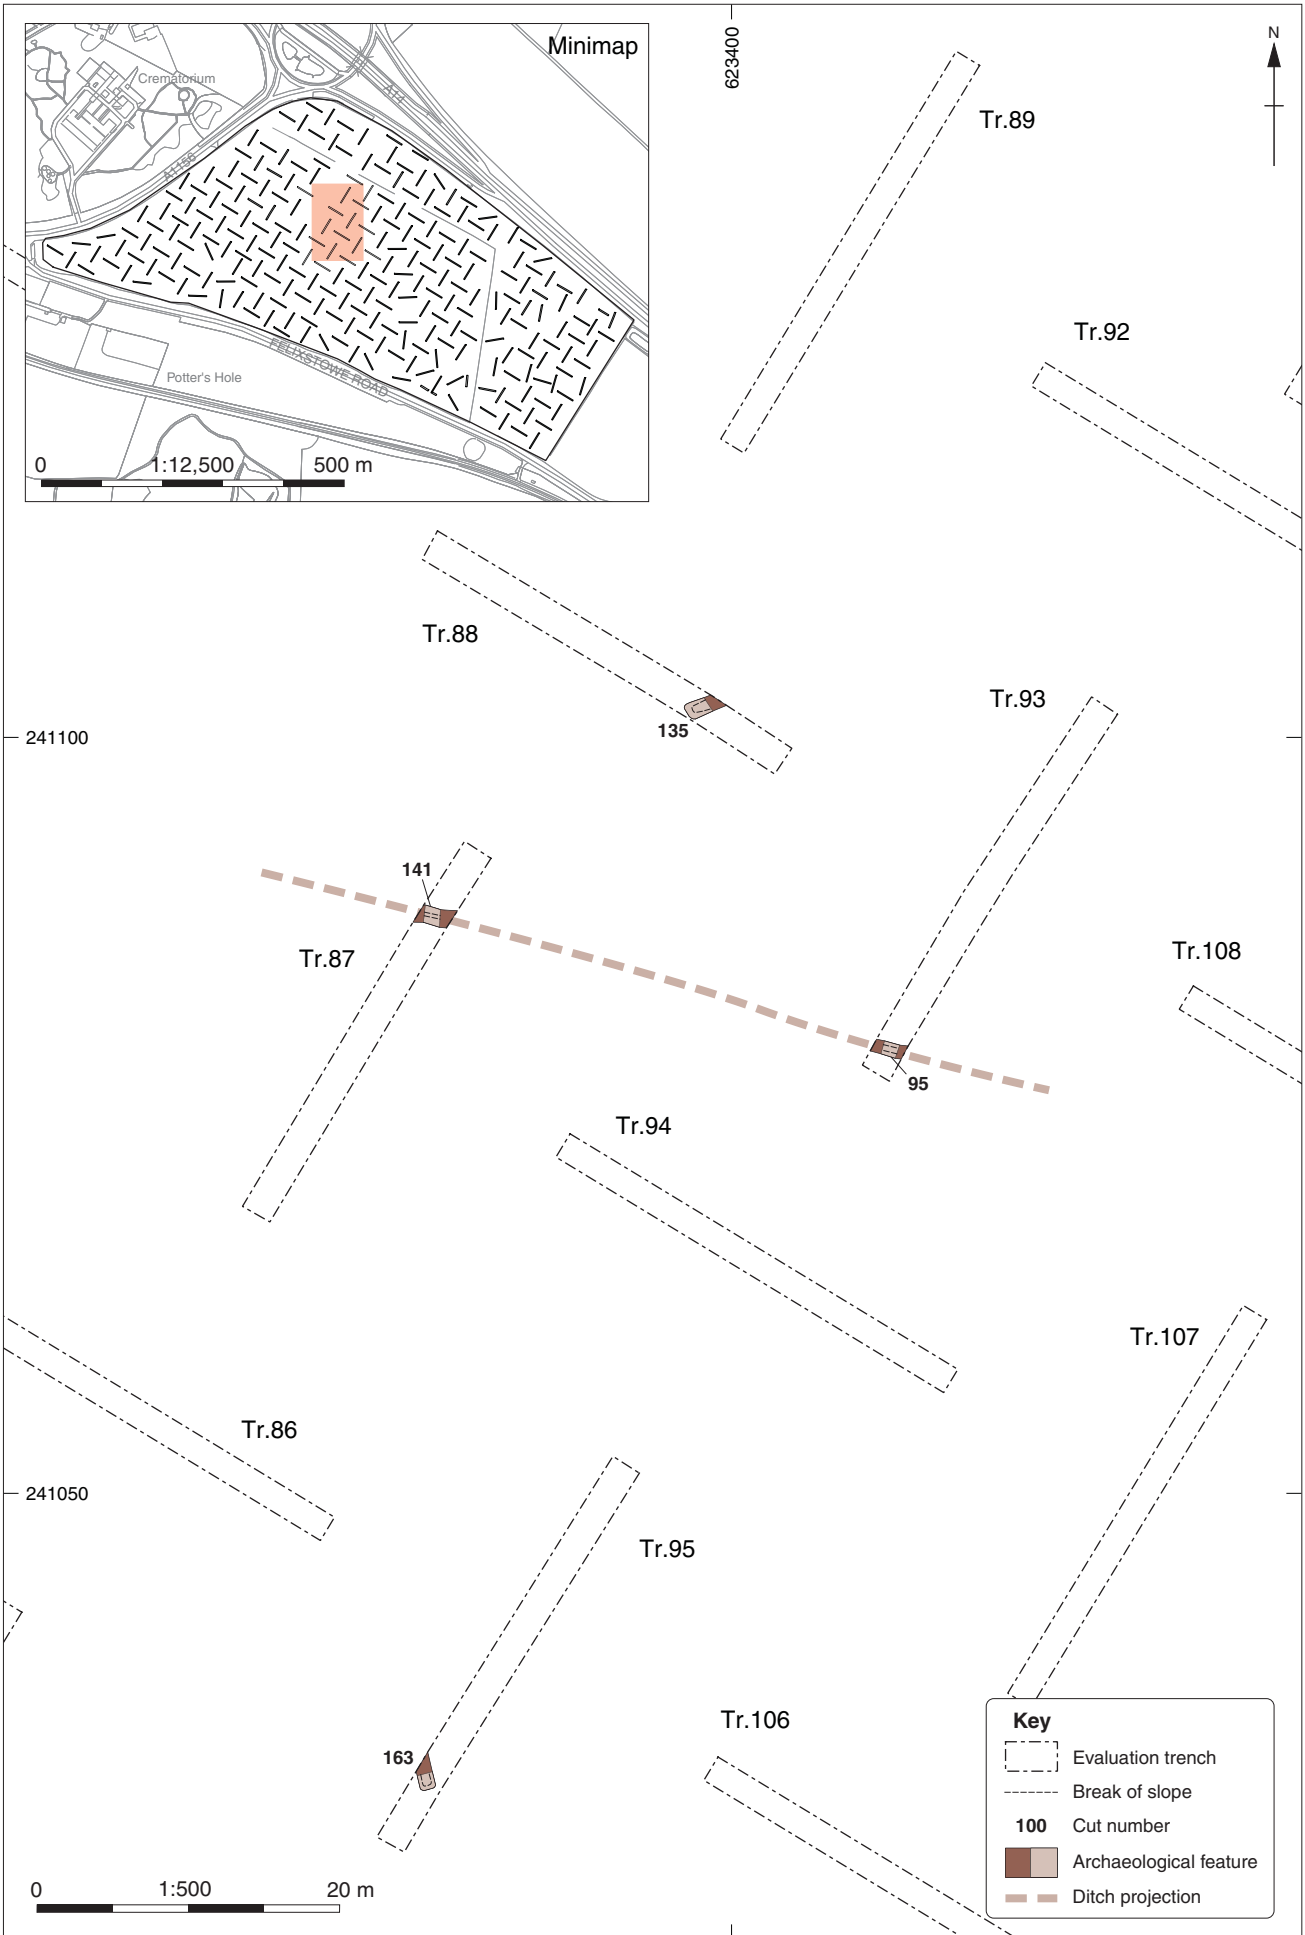 Minimap
Crematorium
A14
A1156
FELIXSTOWE ROAD
Potter's Hole
0 1:12,500 500 m
623400
N
Tr.89
Tr.92
Tr.88
135
Tr.93
241100
141
Tr.87
Tr.108
95
Tr.94
Tr.107
Tr.86
241050
Tr.95
163
Tr.106
Key
Evaluation trench
Break of slope
100 Cut number
Archaeological feature
Ditch projection
0 1:500 20 m